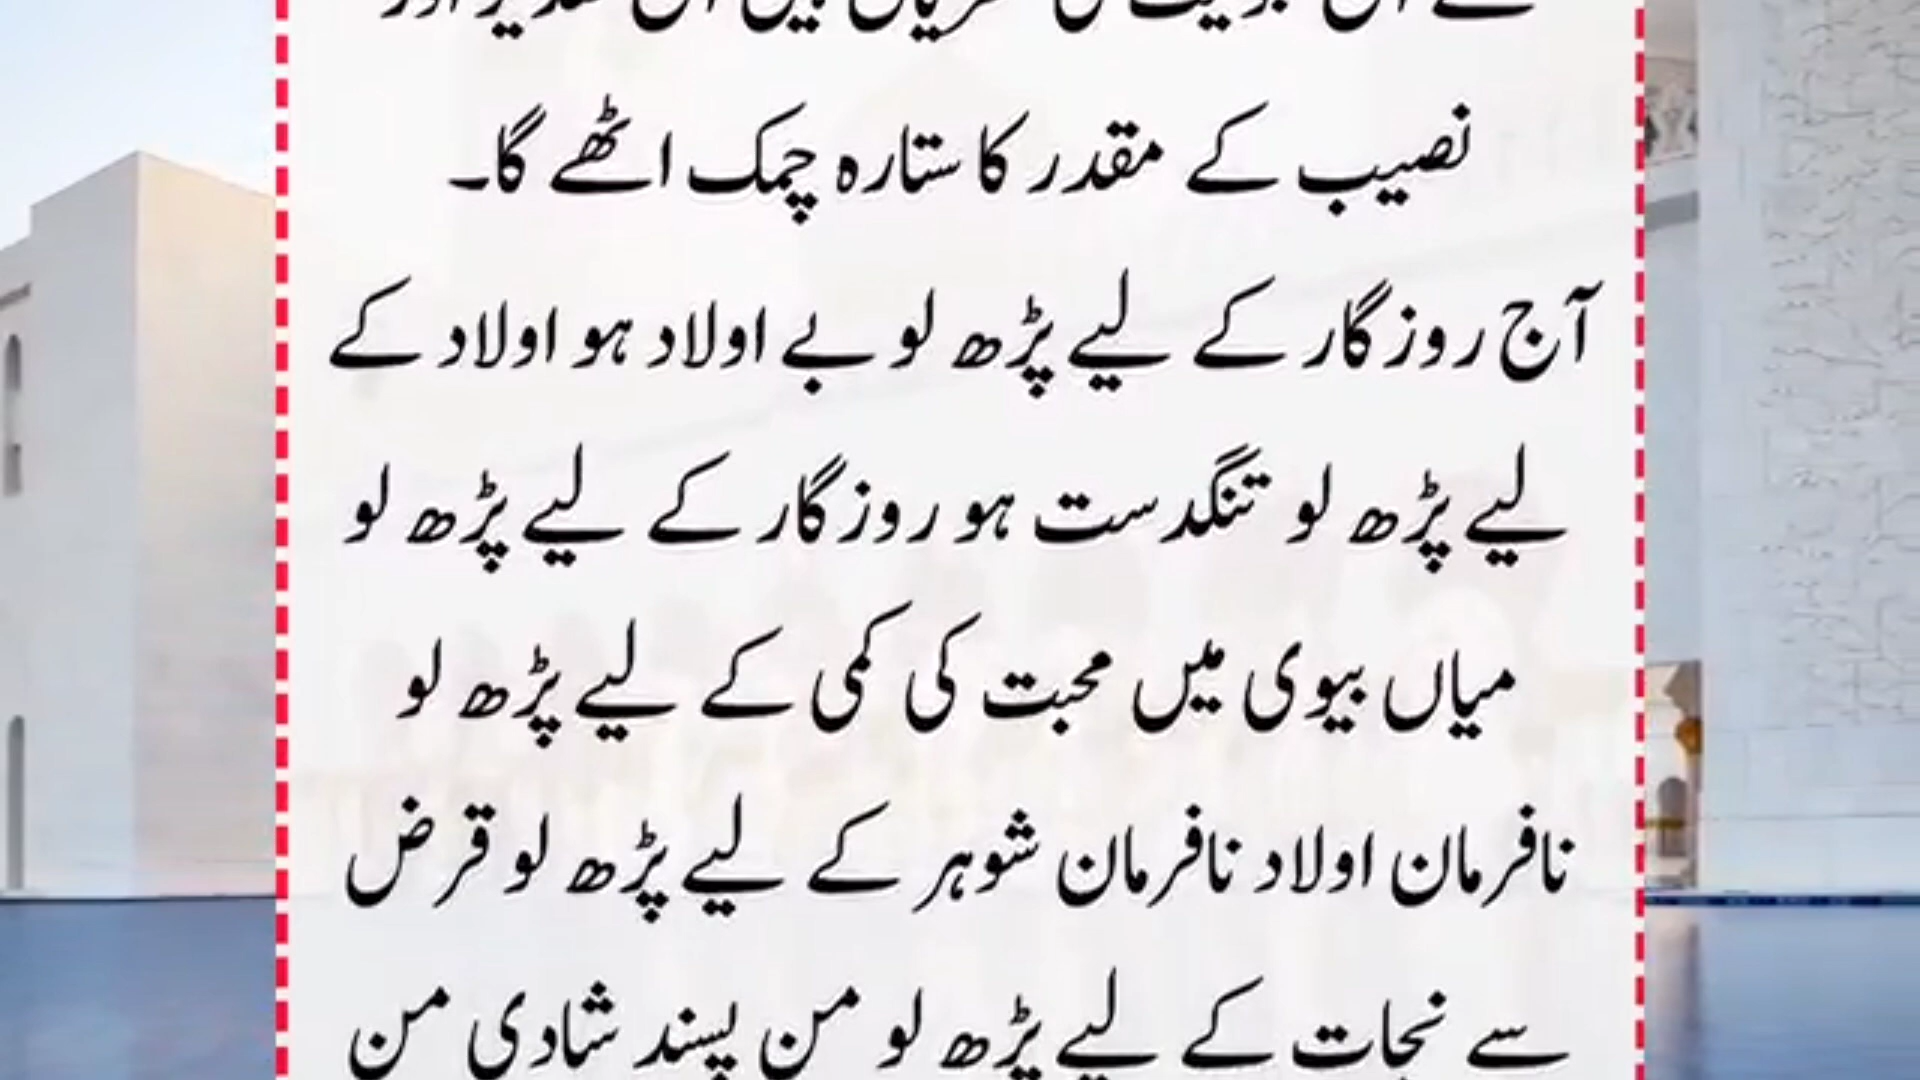 نصیب کے مقدر کا ستارہ چمک اٹھے گا۔
آج روزگار کے لیے پڑھ لو بے اولاد ہو اولاد کے
لیے پڑھ لو تنگدست ہو روزگار کے لیے پڑھ لو
میاں بیوی میں محبت کی کمی کے لیے پڑھ لو
نافرمان اولاد نافرمان شوہر کے لیے پڑھ لو قرض
سے نجات کے لیے پڑھ لو من پسند شادی من